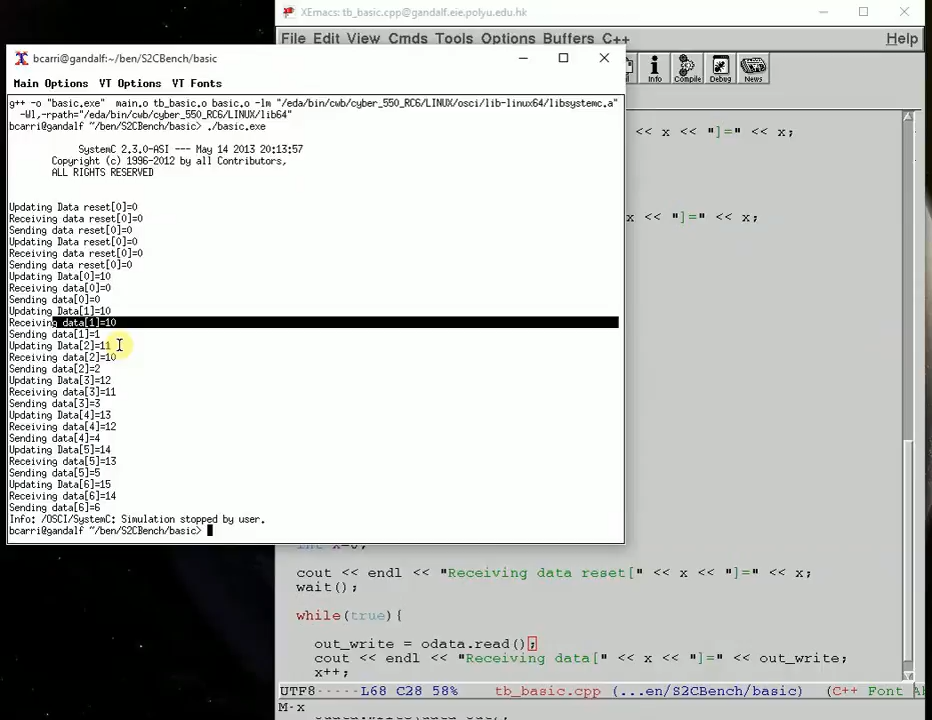 XEmacs: tb_basic.cpp@gandalf.eie.polyu.edu.hk
File Edit View Cmds Tools Options Buffers C++ Help
Info Compile Debug News
bcarri@gandalf:~/ben/S2CBench/basic
Main Options VT Options VT Fonts
g++ -o "basic.exe" main.o tb_basic.o basic.o -lm "/eda/bin/cwb/cyber_550_RC6/LINUX/osci/lib-linux64/libsystemc.a"
-Wl,-rpath="/eda/bin/cwb/cyber_550_RC6/LINUX/lib64"
bcarri@gandalf ~/ben/S2CBench/basic> ./basic.exe
SystemC 2.3.0-ASI --- May 14 2013 20:13:57
Copyright (c) 1996-2012 by all Contributors,
ALL RIGHTS RESERVED
Updating Data reset[0]=0
Receiving data reset[0]=0
Sending data reset[0]=0
Updating Data reset[0]=0
Receiving data reset[0]=0
Sending data reset[0]=0
Updating Data[0]=10
Receiving data[0]=0
Sending data[0]=0
Updating Data[1]=10
Receiving data[1]=10
Sending data[1]=1
Updating Data[2]=11
Receiving data[2]=10
Sending data[2]=2
Updating Data[3]=12
Receiving data[3]=11
Sending data[3]=3
Updating Data[4]=13
Receiving data[4]=12
Sending data[4]=4
Updating Data[5]=14
Receiving data[5]=13
Sending data[5]=5
Updating Data[6]=15
Receiving data[6]=14
Sending data[6]=6
Info: /OSCI/SystemC: Simulation stopped by user.
bcarri@gandalf ~/ben/S2CBench/basic>
<< x << "]=" << x;
x << "]=" << x;
int x=0;
cout << endl << "Receiving data reset[" << x << "]=" << x;
wait();
while(true){
out_write = odata.read();
cout << endl << "Receiving data[" << x << "]=" << out_write;
x++;
UTF8-----L68 C28 58% tb_basic.cpp (...en/S2CBench/basic) (C++ Font
M-x